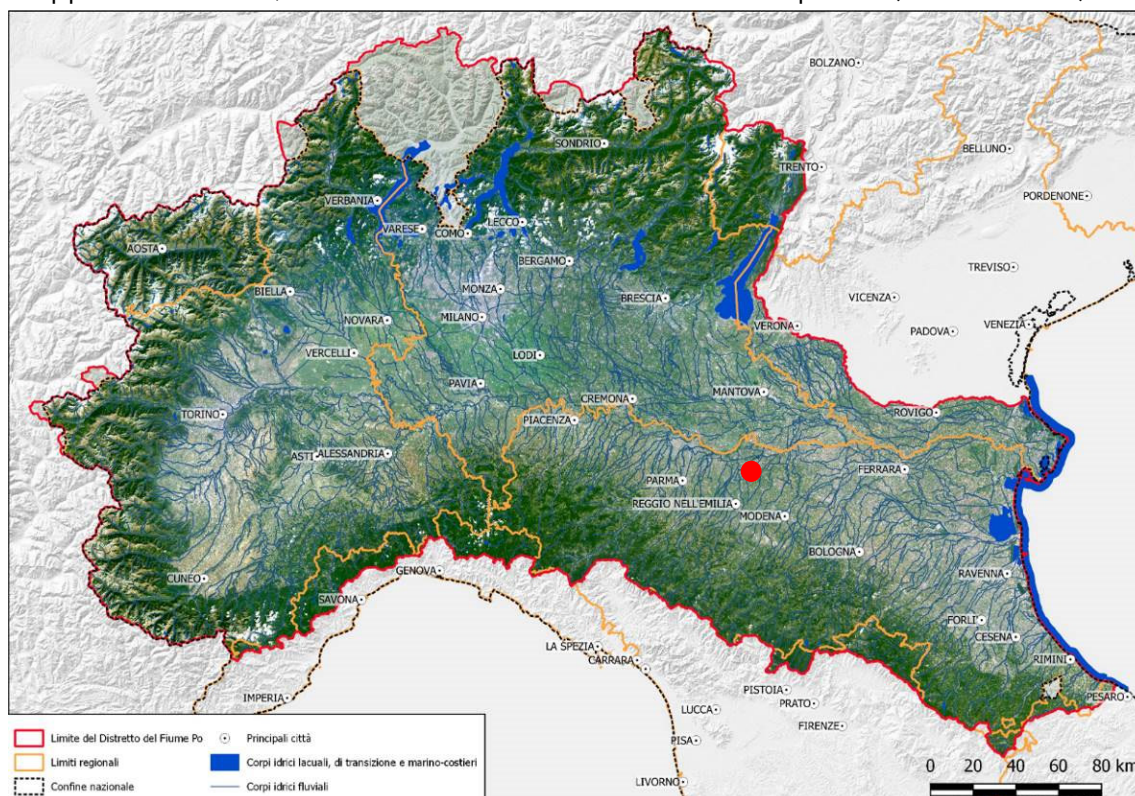 BOLZANO
SONDRIO
BELLUNO
TRENTO
PORDENONE
VERBANIA
LECCO
VARESE
COMO
AOSTA
BERGAMO
TREVISO
BIELLA
MONZA
BRESCIA
VICENZA
MILANO
NOVARA
VERONA
PADOVA
VENEZIA
VERCELLI
LODI
PAVIA
MANTOVA
CREMONA
TORINO
PIACENZA
ROVIGO
ASTI
ALESSANDRIA
FERRARA
PARMA
REGGIO NELL'EMILIA
MODENA
BOLOGNA
CUNEO
GENOVA
RAVENNA
SAVONA
FORLI'
CESENA
LA SPEZIA
RIMINI
CARRARA
IMPERIA
PISTOIA
PESARO
PRATO
LUCCA
FIRENZE
PISA
LIVORNO
Limite del Distretto del Fiume Po
Principali città
Limiti regionali
Corpi idrici lacuali, di transizione e marino-costieri
Confine nazionale
Corpi idrici fluviali
0 20 40 60 80 km